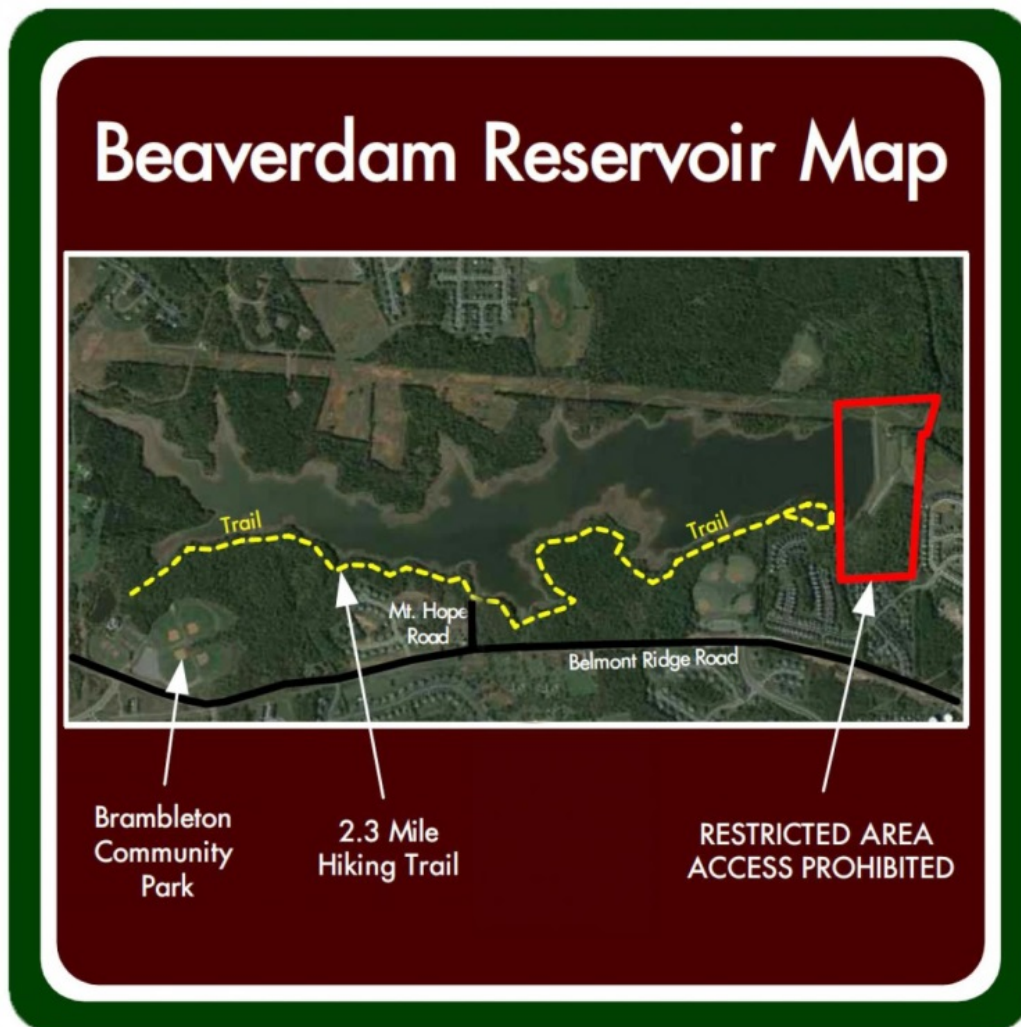 Beaverdam Reservoir Map
Trail
Trail
Mt. Hope
Road
Belmont Ridge Road
Brambleton
Community
Park
2.3 Mile
Hiking Trail
RESTRICTED AREA
ACCESS PROHIBITED